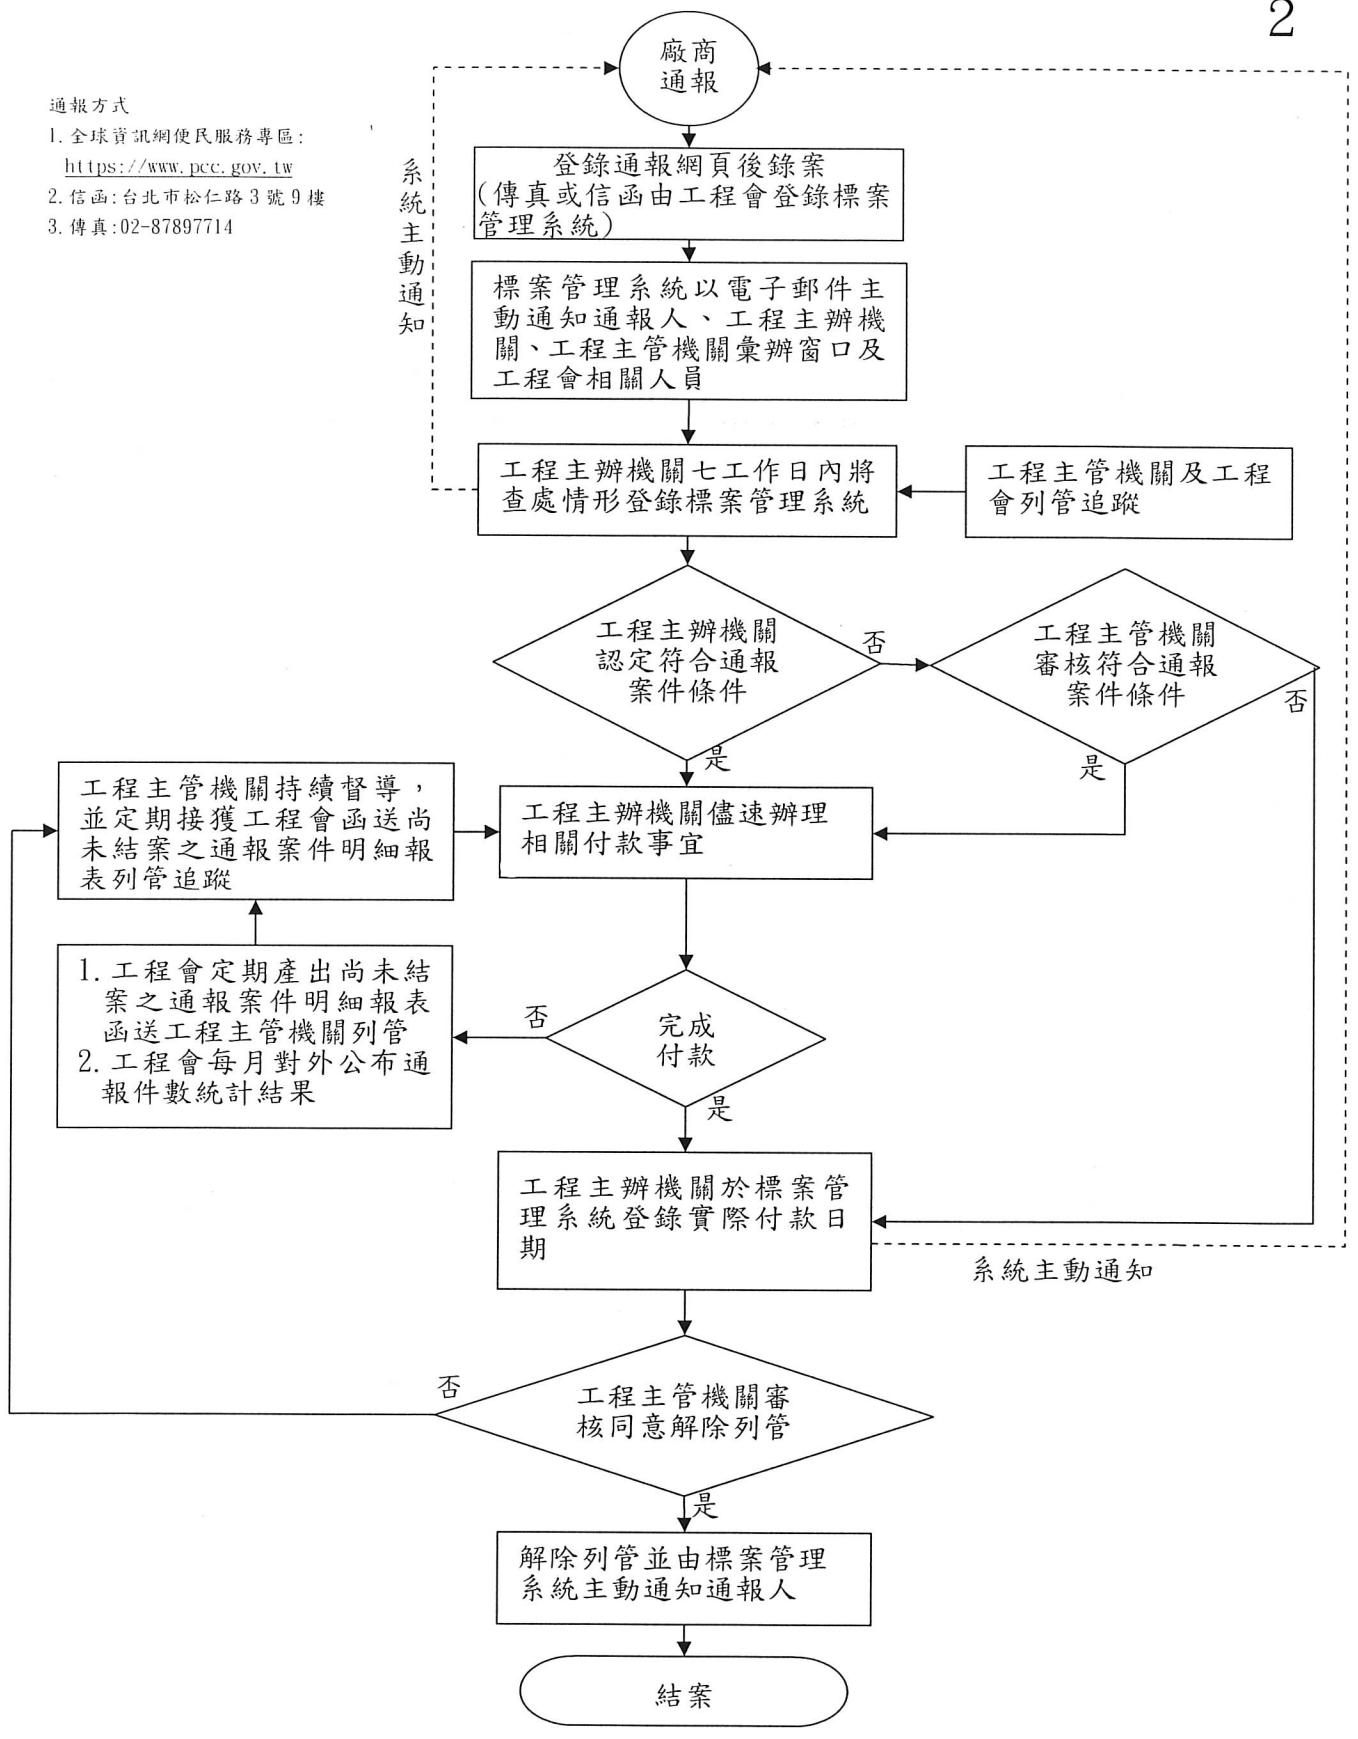 2
廠商
通報
通報方式
1. 全球資訊網便民服務專區:
https://www.pcc.gov.tw
2. 信函:台北市松仁路3號9樓
3. 傳真:02-87897714
系統主動通知
登錄通報網頁後錄案
(傳真或信函由工程會登錄標案
管理系統)
標案管理系統以電子郵件主
動通知通報人、工程主辦機
關、工程主管機關彙辦窗口及
工程會相關人員
工程主辦機關七工作日內將
查處情形登錄標案管理系統
工程主管機關及工程
會列管追蹤
工程主辦機關
認定符合通報
案件條件
否
工程主管機關
審核符合通報
案件條件
否
是
是
工程主管機關持續督導，
並定期接獲工程會函送尚
未結案之通報案件明細報
表列管追蹤
工程主辦機關儘速辦理
相關付款事宜
1. 工程會定期產出尚未結
案之通報案件明細報表
函送工程主管機關列管
2. 工程會每月對外公布通
報件數統計結果
否
完成
付款
是
工程主辦機關於標案管
理系統登錄實際付款日
期
系統主動通知
否
工程主管機關審
核同意解除列管
是
解除列管並由標案管理
系統主動通知通報人
結案